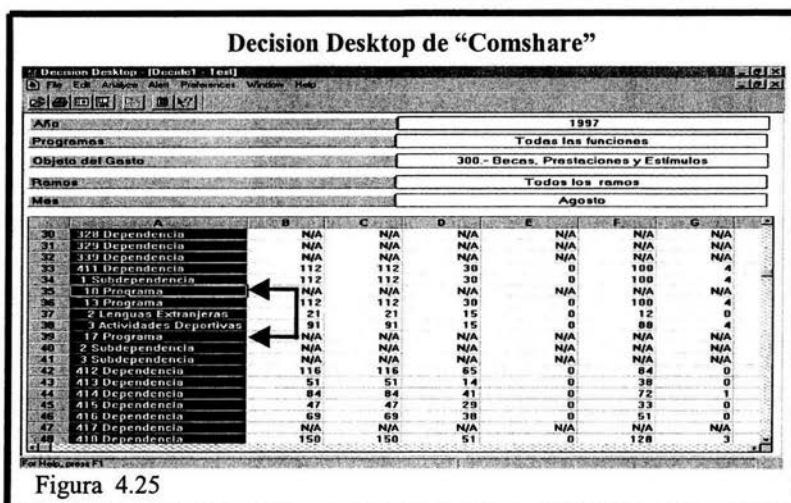 Decision Desktop de “Comshare”
Decision Desktop - [Decide1 - Test]
File Edit Analyze Alert Preferences Window Help
Año 1997
Programas Todas las funciones
Objeto del Gasto 300.- Becas, Prestaciones y Estímulos
Ramos Todos los ramos
Mes Agosto
A B C D E F G
30 328 Dependencia N/A N/A N/A N/A N/A N/A
31 329 Dependencia N/A N/A N/A N/A N/A N/A
32 339 Dependencia N/A N/A N/A N/A N/A N/A
33 411 Dependencia 112 112 30 0 100 4
34 1 Subdependencia 112 112 30 0 100 4
35 10 Programa N/A N/A N/A N/A N/A N/A
36 13 Programa 112 112 30 0 100 4
37 2 Lenguas Extranjeras 21 21 15 0 12 0
38 3 Actividades Deportivas 91 91 15 0 88 4
39 17 Programa N/A N/A N/A N/A N/A N/A
40 2 Subdependencia N/A N/A N/A N/A N/A N/A
41 3 Subdependencia N/A N/A N/A N/A N/A N/A
42 412 Dependencia 116 116 65 0 84 0
43 413 Dependencia 51 51 14 0 38 0
44 414 Dependencia 84 84 41 0 72 1
45 415 Dependencia 47 47 29 0 33 0
46 416 Dependencia 69 69 38 0 51 0
47 417 Dependencia N/A N/A N/A N/A N/A N/A
48 418 Dependencia 150 150 51 0 128 3
For Help, press F1
Figura 4.25